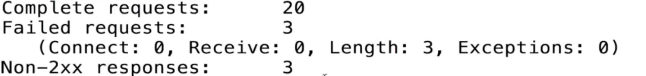 Complete requests:      20
Failed requests:        3
   (Connect: 0, Receive: 0, Length: 3, Exceptions: 0)
Non-2xx responses:      3